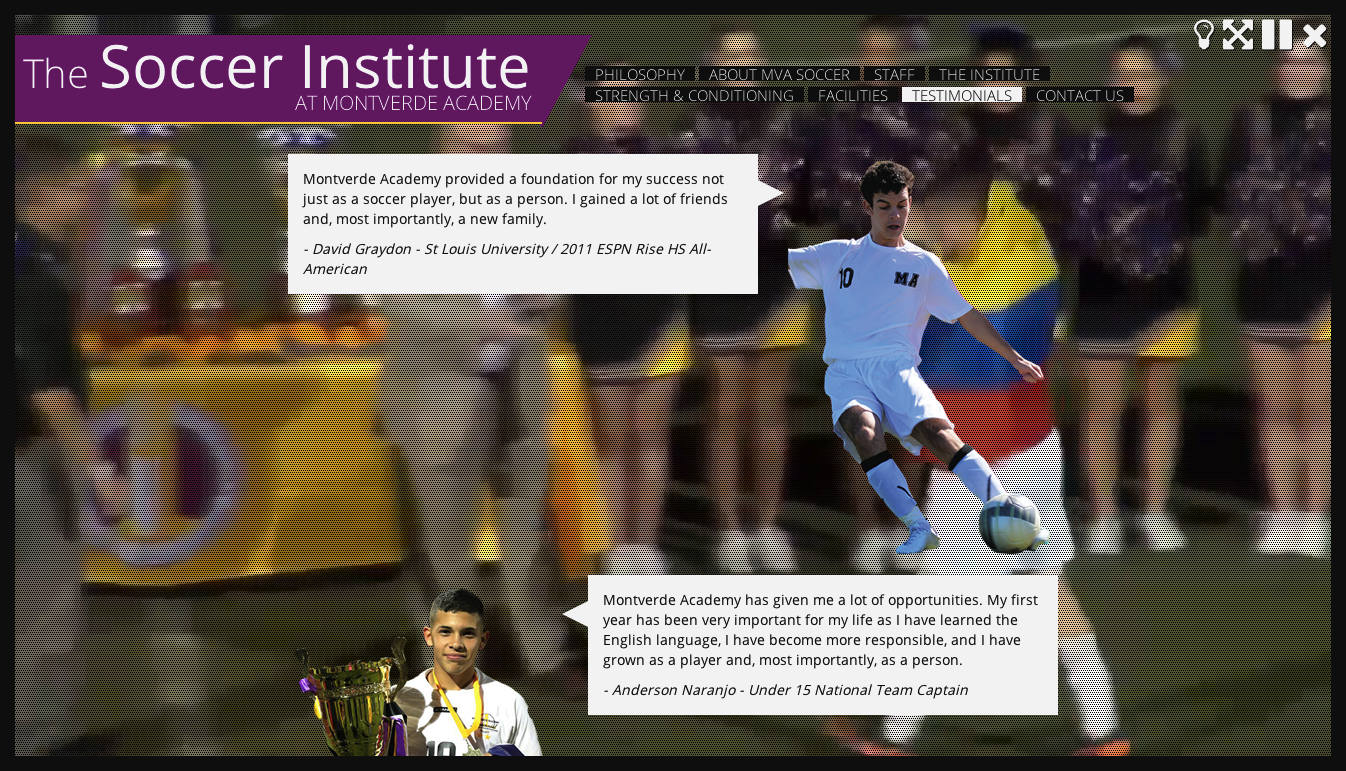 The Soccer Institute
AT MONTVERDE ACADEMY
PHILOSOPHY ABOUT MVA SOCCER STAFF THE INSTITUTE
STRENGTH & CONDITIONING FACILITIES TESTIMONIALS CONTACT US
Montverde Academy provided a foundation for my success not
just as a soccer player, but as a person. I gained a lot of friends
and, most importantly, a new family.
- David Graydon - St Louis University / 2011 ESPN Rise HS All-
American
10 MA
Montverde Academy has given me a lot of opportunities. My first
year has been very important for my life as I have learned the
English language, I have become more responsible, and I have
grown as a player and, most importantly, as a person.
- Anderson Naranjo - Under 15 National Team Captain
10